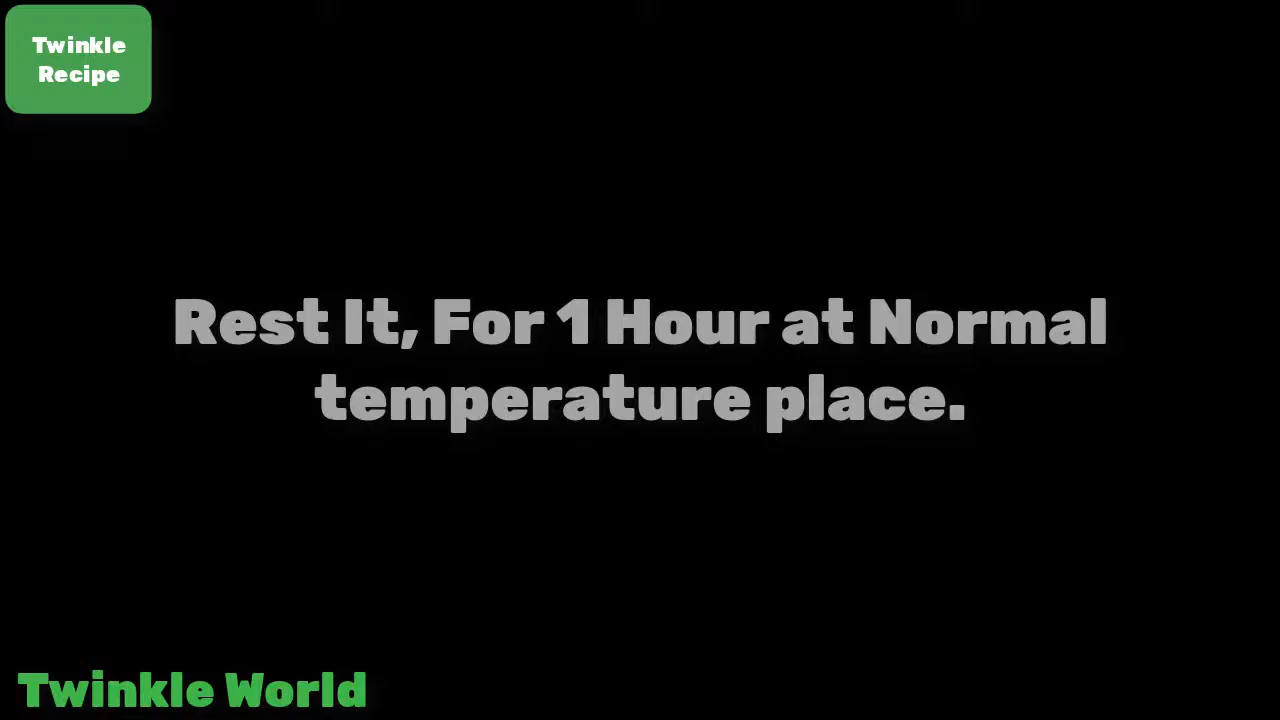 Twinkle
Recipe
Rest It, For 1 Hour at Normal
temperature place.
Twinkle World